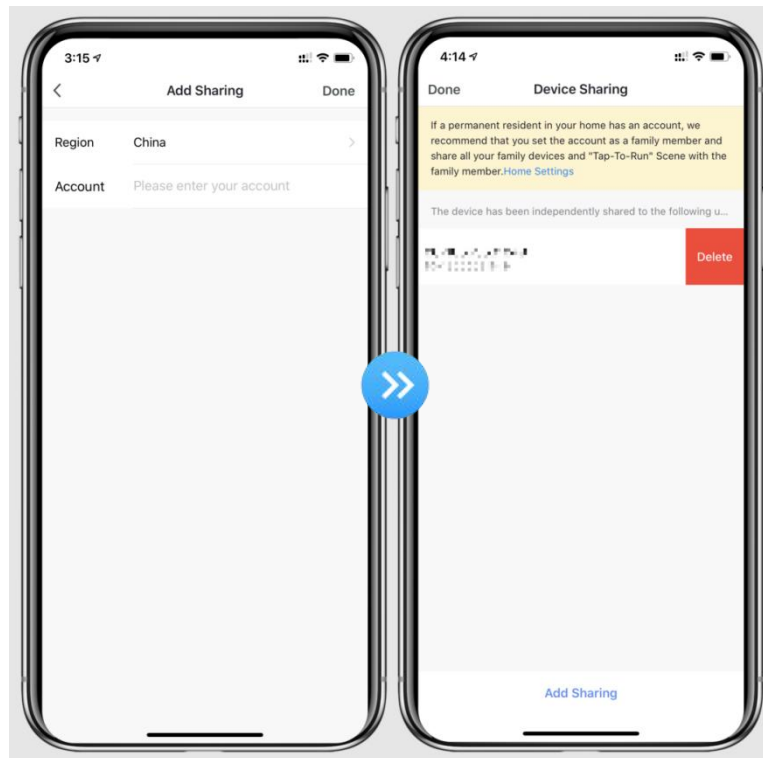 3:15
Add Sharing
Done
Region
China
Account
Please enter your account
4:14
Done
Device Sharing
If a permanent resident in your home has an account, we
recommend that you set the account as a family member and
share all your family devices and "Tap-To-Run" Scene with the
family member.Home Settings
The device has been independently shared to the following u...
Delete
Add Sharing